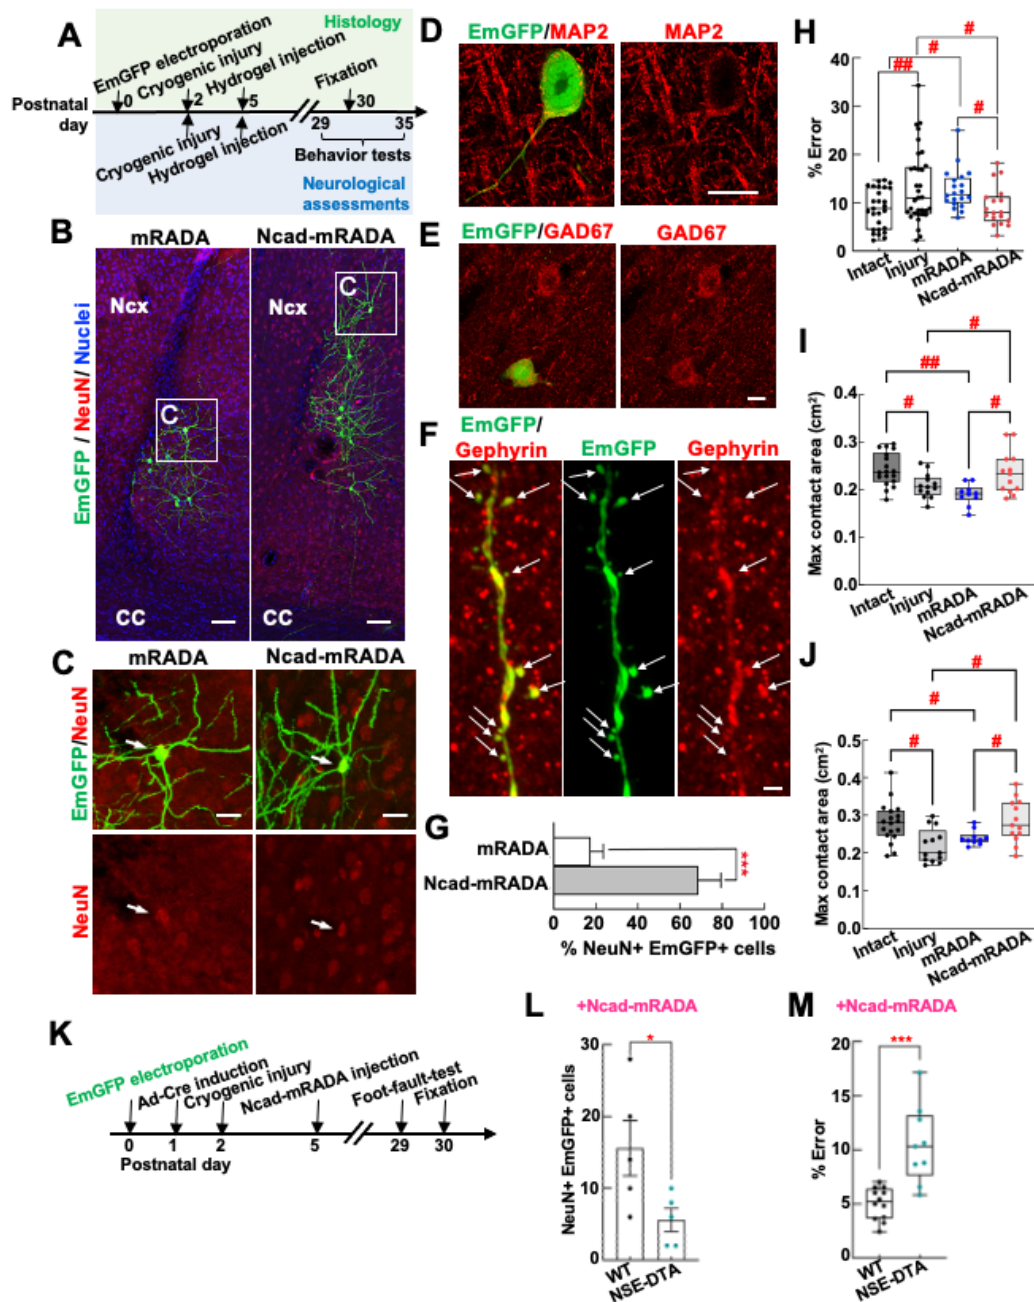 A
Histology
EmGFP electroporation
Cryogenic injury
Hydrogel injection
Fixation
Postnatal
day
0
2
5
30
29
35
Cryogenic injury
Hydrogel injection
Behavior tests
Neurological
assessments
B
mRADA
Ncad-mRADA
EmGFP / NeuN / Nuclei
Ncx
C
CC
Ncx
C
CC
C
mRADA
Ncad-mRADA
EmGFP/NeuN
NeuN
D
EmGFP/MAP2
MAP2
E
EmGFP/GAD67
GAD67
F
EmGFP/
Gephyrin
EmGFP
Gephyrin
G
mRADA
Ncad-mRADA
***
0 20 40 60 80 100
% NeuN+ EmGFP+ cells
H
% Error
40
30
20
10
0
#
#
##
#
Intact
Injury
mRADA
Ncad-mRADA
I
Max contact area (cm²)
0.4
0.3
0.2
0.1
0.0
#
##
#
#
Intact
Injury
mRADA
Ncad-mRADA
J
Max contact area (cm²)
0.5
0.4
0.3
0.2
0.1
0
#
#
#
#
Intact
Injury
mRADA
Ncad-mRADA
K
EmGFP electroporation
Ad-Cre induction
Cryogenic injury
Ncad-mRADA injection
Foot-fault-test
Fixation
0 1 2 5 29 30
Postnatal day
L
+Ncad-mRADA
NeuN+ EmGFP+ cells
30
20
10
0
*
WT
NSE-DTA
M
+Ncad-mRADA
% Error
20
15
10
5
0
***
WT
NSE-DTA